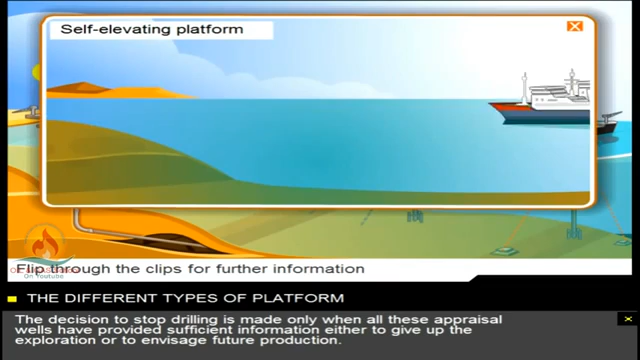 Self-elevating platform
Flip through the clips for further information
On Youtube
THE DIFFERENT TYPES OF PLATFORM
The decision to stop drilling is made only when all these appraisal
wells have provided sufficient information either to give up the
exploration or to envisage future production.